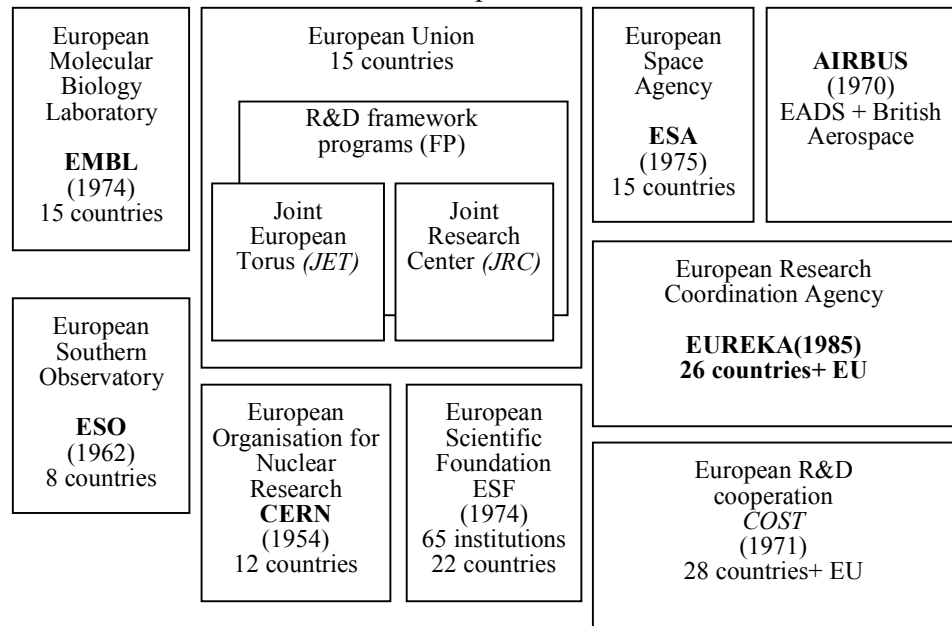 European
Molecular
Biology
Laboratory
EMBL
(1974)
15 countries
European Union
15 countries
R&D framework
programs (FP)
Joint
European
Torus (JET)
Joint
Research
Center (JRC)
European
Space
Agency
ESA
(1975)
15 countries
AIRBUS
(1970)
EADS + British
Aerospace
European Research
Coordination Agency
EUREKA(1985)
26 countries+ EU
European
Southern
Observatory
ESO
(1962)
8 countries
European
Organisation for
Nuclear
Research
CERN
(1954)
12 countries
European
Scientific
Foundation
ESF
(1974)
65 institutions
22 countries
European R&D
cooperation
COST
(1971)
28 countries+ EU